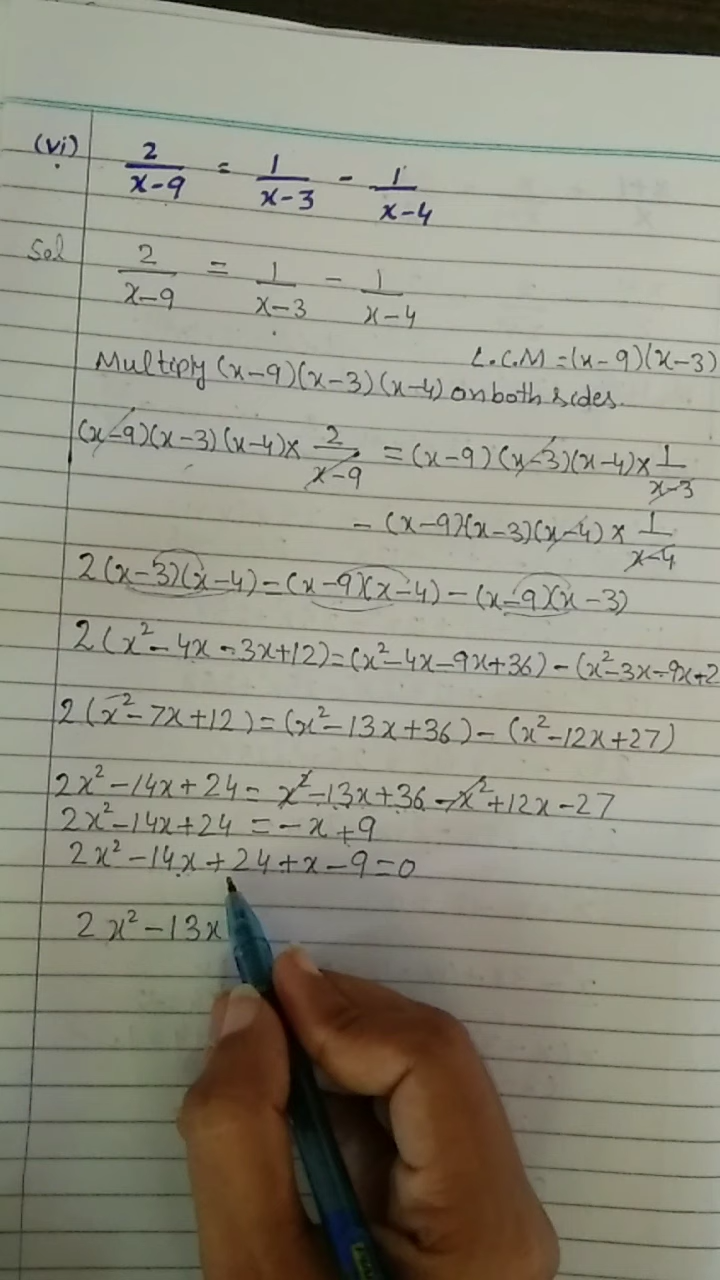 (vi) 2/(x-9) = 1/(x-3) - 1/(x-4)
Sol 2/(x-9) = 1/(x-3) - 1/(x-4)
L.C.M = (x-9)(x-3)
Multiply (x-9)(x-3)(x-4) on both sides.
(x-9)(x-3)(x-4) × 2/(x-9) = (x-9)(x-3)(x-4) × 1/(x-3)
- (x-9)(x-3)(x-4) × 1/(x-4)
2(x-3)(x-4) = (x-9)(x-4) - (x-9)(x-3)
2(x²-4x-3x+12) = (x²-4x-9x+36) - (x²-3x-9x+2
2(x²-7x+12) = (x²-13x+36) - (x²-12x+27)
2x²-14x+24 = x²-13x+36-x²+12x-27
2x²-14x+24 = -x+9
2x²-14x+24+x-9=0
2x²-13x